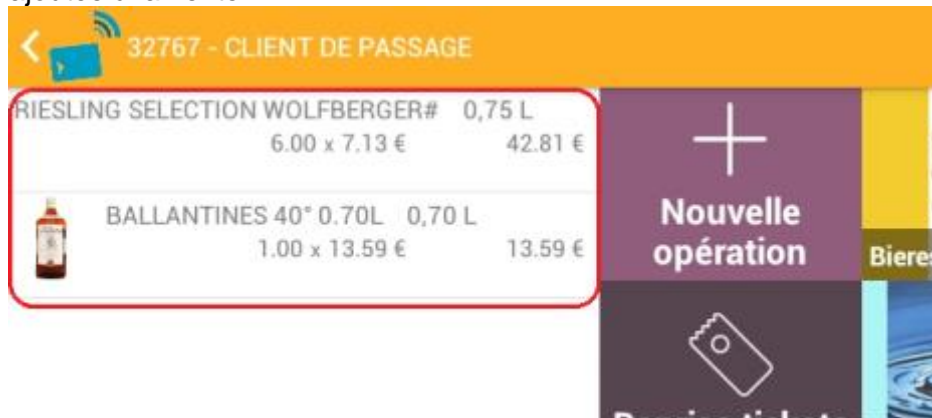 32767 - CLIENT DE PASSAGE
RIESLING SELECTION WOLFBERGER# 0,75 L
6.00 x 7.13 € 42.81 €
BALLANTINES 40° 0.70L 0,70 L
1.00 x 13.59 € 13.59 €
Nouvelle
opération
Bieres